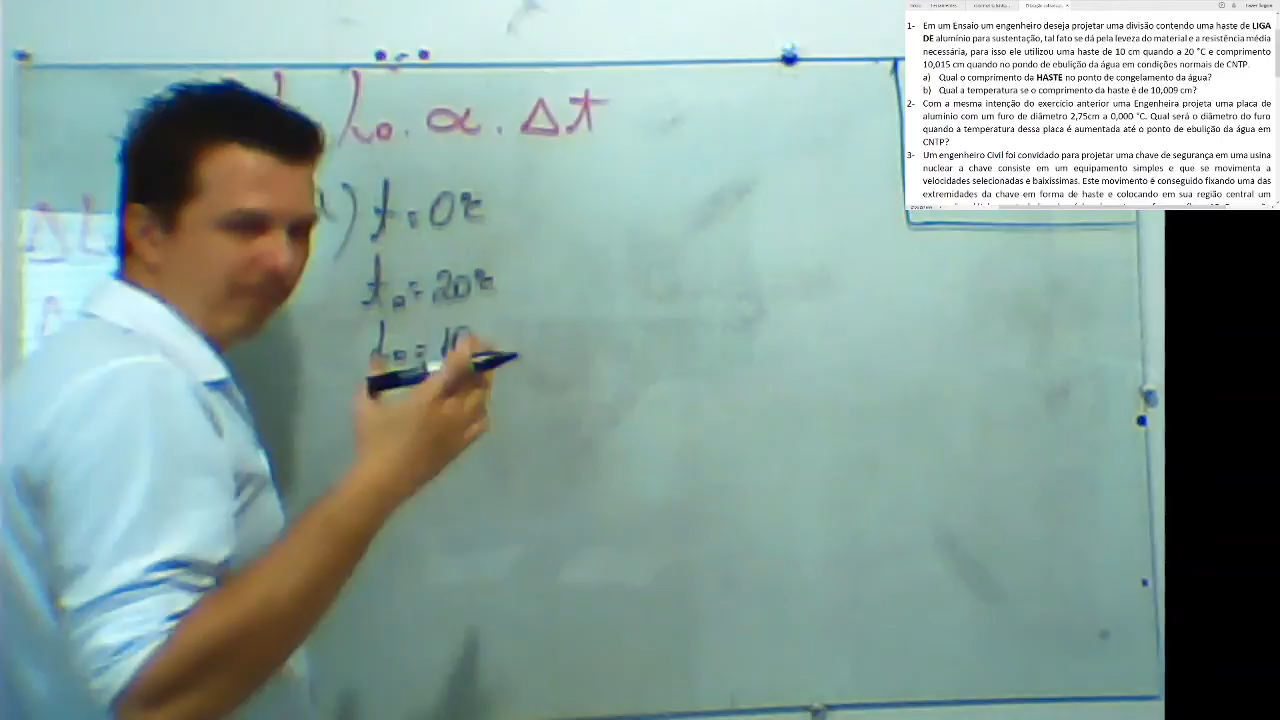 L₀ . α . Δt
) t = 0°C
t₀ = 20°C
L₀ = 10
ΔL
1- Em um Ensaio um engenheiro deseja projetar uma divisão contendo uma haste de LIGA
DE alumínio para sustentação, tal fato se dá pela leveza do material e a resistência média
necessária, para isso ele utilizou uma haste de 10 cm quando a 20 °C e comprimento
10,015 cm quando no pondo de ebulição da água em condições normais de CNTP.
a) Qual o comprimento da HASTE no ponto de congelamento da água?
b) Qual a temperatura se o comprimento da haste é de 10,009 cm?
2- Com a mesma intenção do exercício anterior uma Engenheira projeta uma placa de
alumínio com um furo de diâmetro 2,75cm a 0,000 °C. Qual será o diâmetro do furo
quando a temperatura dessa placa é aumentada até o ponto de ebulição da água em
CNTP?
3- Um engenheiro Civil foi convidado para projetar uma chave de segurança em uma usina
nuclear a chave consiste em um equipamento simples e que se movimenta a
velocidades selecionadas e baixíssimas. Este movimento é conseguido fixando uma das
extremidades da chave em forma de haste e colocando em sua região central um